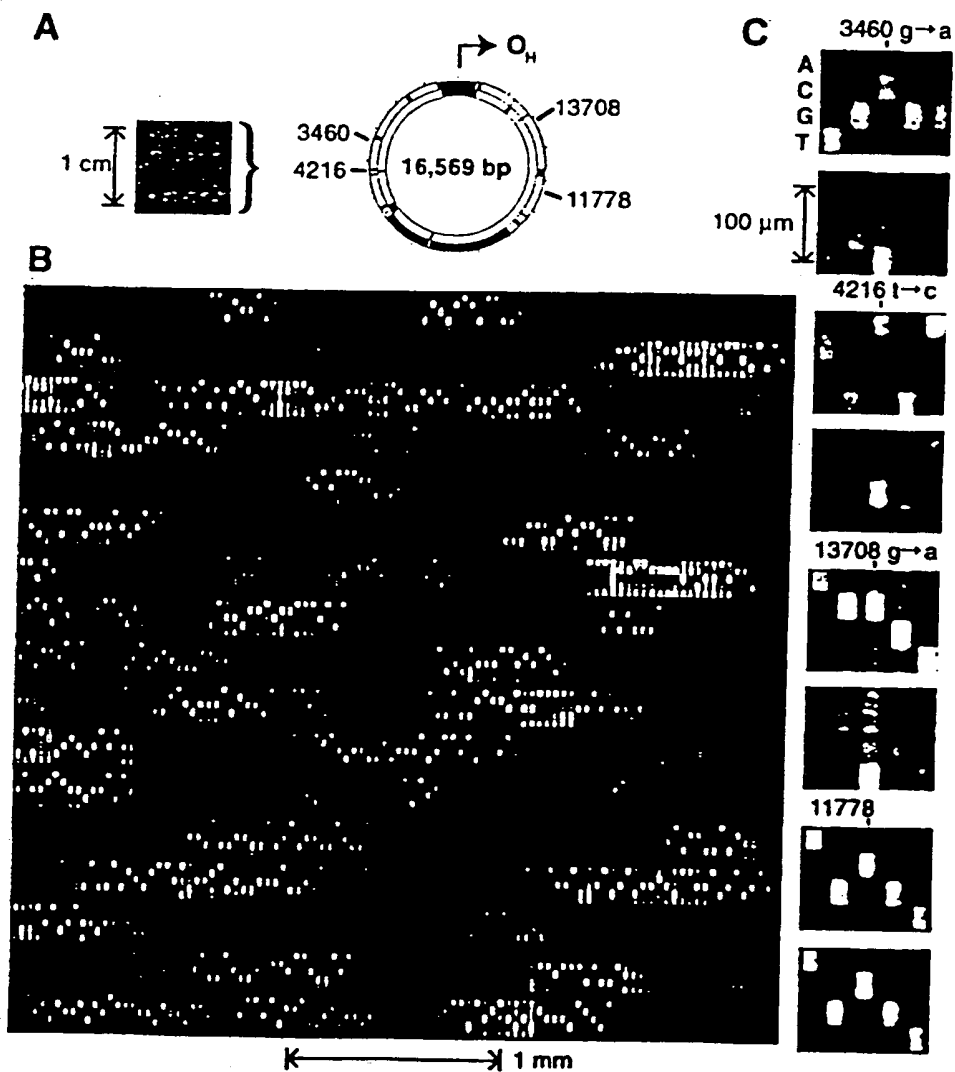 A
O_H
13708
3460
4216
16,569 bp
11778
1 cm
B
1 mm
C
3460 g→a
A
C
G
T
100 µm
4216 t→c
13708 g→a
11778